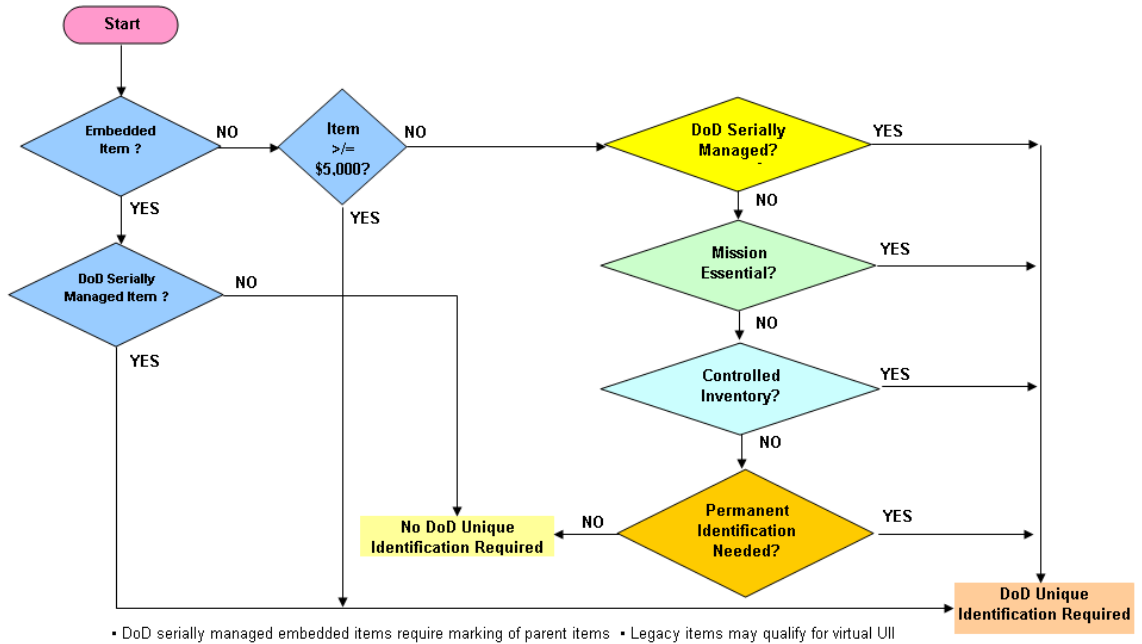 Start
Embedded
Item ?
NO
Item
>/=
$5,000?
NO
DoD Serially
Managed?
YES
YES
YES
NO
DoD Serially
Managed Item ?
NO
Mission
Essential?
YES
NO
YES
Controlled
Inventory?
YES
NO
No DoD Unique
Identification Required
NO
Permanent
Identification
Needed?
YES
DoD Unique
Identification Required
▪ DoD serially managed embedded items require marking of parent items ▪ Legacy items may qualify for virtual UII